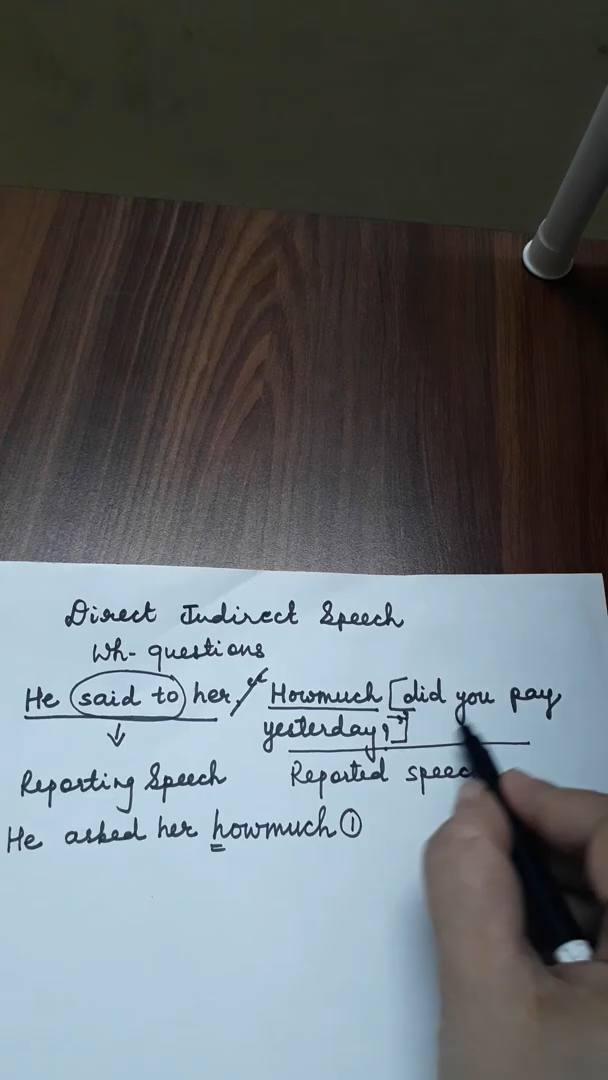 Direct Indirect Speech
Wh- questions
He said to her, " Howmuch [did you pay
yesterday?"]
Reporting Speech Reported speech
He asked her howmuch ①